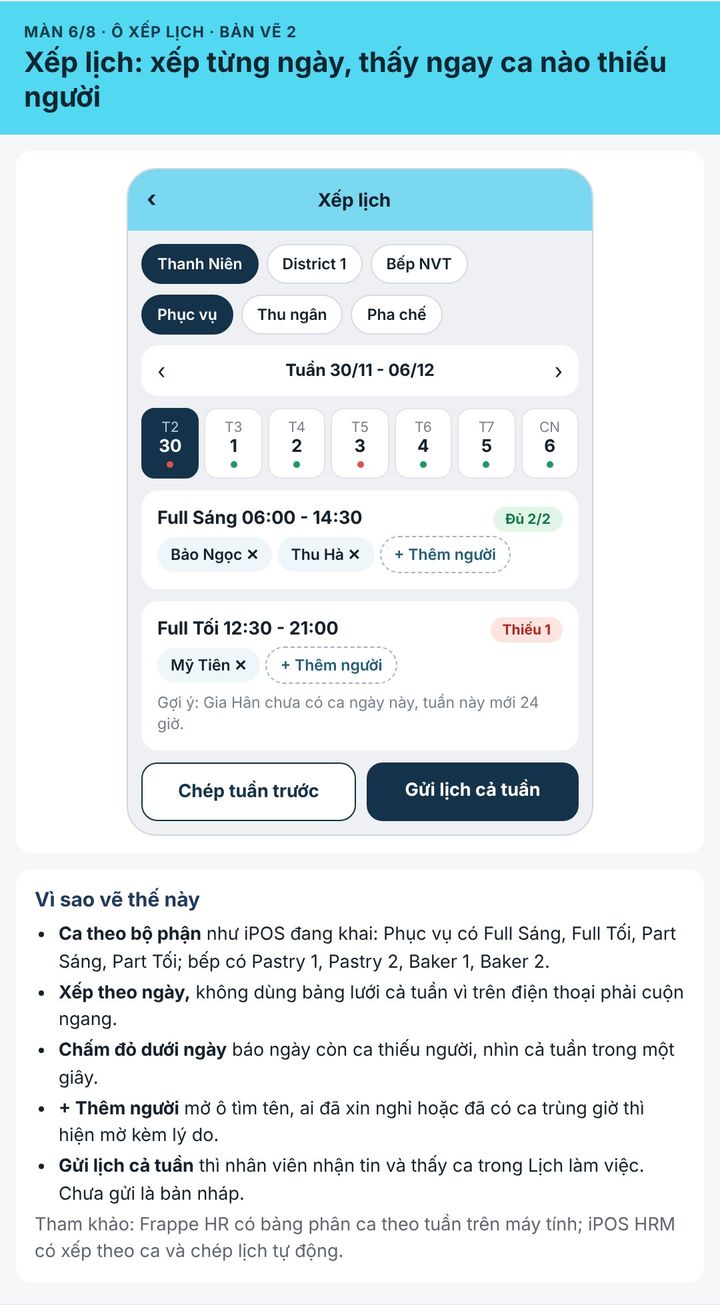 MÀN 6/8 · Ô XẾP LỊCH · BẢN VẼ 2
Xếp lịch: xếp từng ngày, thấy ngay ca nào thiếu
người
‹ Xếp lịch
Thanh Niên District 1 Bếp NVT
Phục vụ Thu ngân Pha chế
‹ Tuần 30/11 - 06/12 ›
T2 T3 T4 T5 T6 T7 CN
30 1 2 3 4 5 6
Full Sáng 06:00 - 14:30 Đủ 2/2
Bảo Ngọc ✕ Thu Hà ✕ + Thêm người
Full Tối 12:30 - 21:00 Thiếu 1
Mỹ Tiên ✕ + Thêm người
Gợi ý: Gia Hân chưa có ca ngày này, tuần này mới 24
giờ.
Chép tuần trước Gửi lịch cả tuần
Vì sao vẽ thế này
• Ca theo bộ phận như iPOS đang khai: Phục vụ có Full Sáng, Full Tối, Part
Sáng, Part Tối; bếp có Pastry 1, Pastry 2, Baker 1, Baker 2.
• Xếp theo ngày, không dùng bảng lưới cả tuần vì trên điện thoại phải cuộn
ngang.
• Chấm đỏ dưới ngày báo ngày còn ca thiếu người, nhìn cả tuần trong một
giây.
• + Thêm người mở ô tìm tên, ai đã xin nghỉ hoặc đã có ca trùng giờ thì
hiện mờ kèm lý do.
• Gửi lịch cả tuần thì nhân viên nhận tin và thấy ca trong Lịch làm việc.
Chưa gửi là bản nháp.
Tham khảo: Frappe HR có bảng phân ca theo tuần trên máy tính; iPOS HRM
có xếp theo ca và chép lịch tự động.